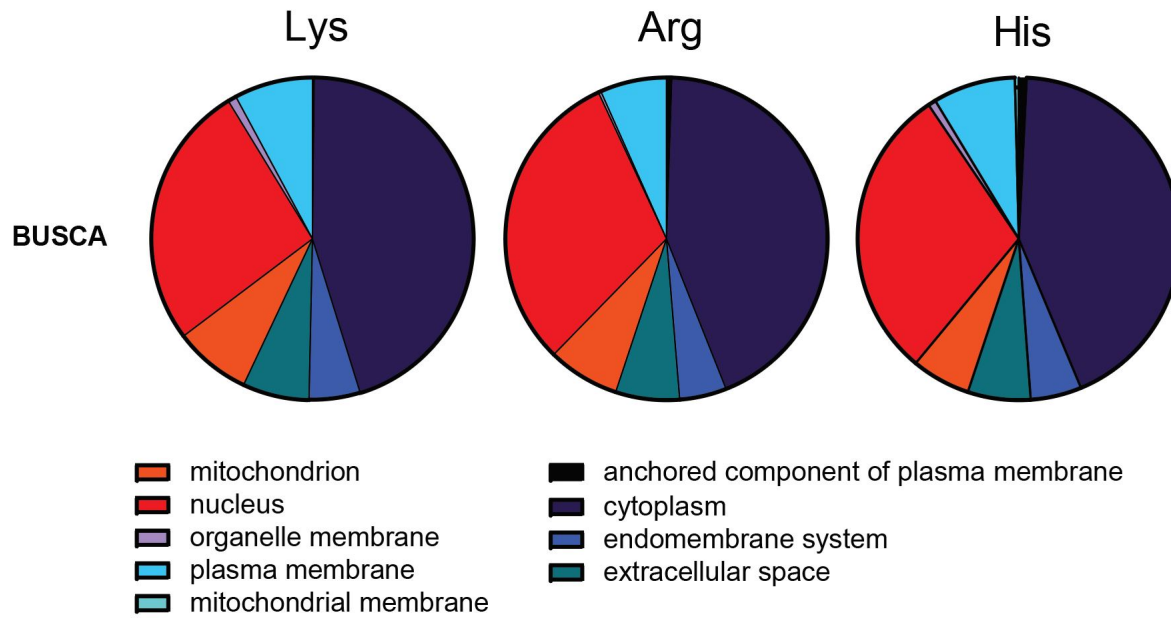 Lys Arg His
BUSCA
mitochondrion
nucleus
organelle membrane
plasma membrane
mitochondrial membrane
anchored component of plasma membrane
cytoplasm
endomembrane system
extracellular space